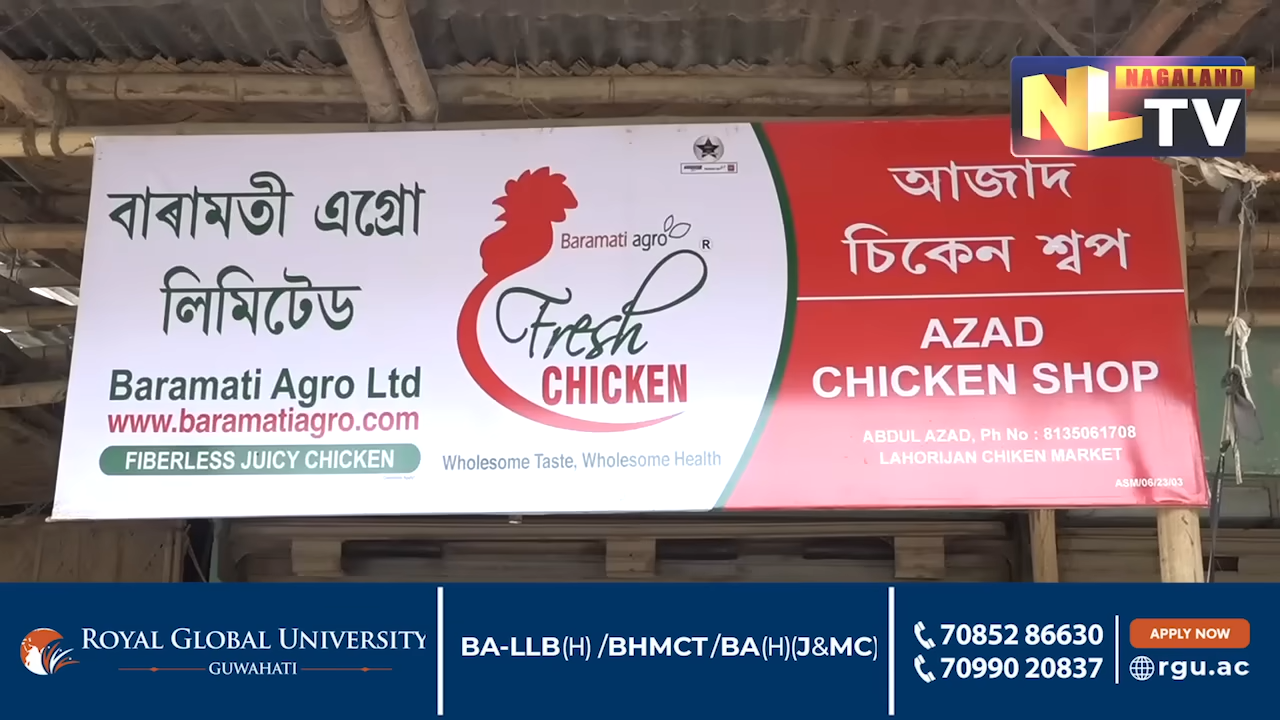 NL NAGALAND TV
বাৰামতী এগ্ৰো
লিমিটেড
Baramati Agro Ltd
www.baramatiagro.com
FIBERLESS JUICY CHICKEN
Baramati agro ®
Fresh
CHICKEN
Wholesome Taste, Wholesome Health
আজাদ
চিকেন শ্বপ
AZAD
CHICKEN SHOP
ABDUL AZAD, Ph No : 8135061708
LAHORIJAN CHIKEN MARKET
ASM/06/23/03
ROYAL GLOBAL UNIVERSITY
GUWAHATI
BA-LLB(H) /BHMCT/BA(H)(J&MC)
70852 86630
70990 20837
APPLY NOW
rgu.ac